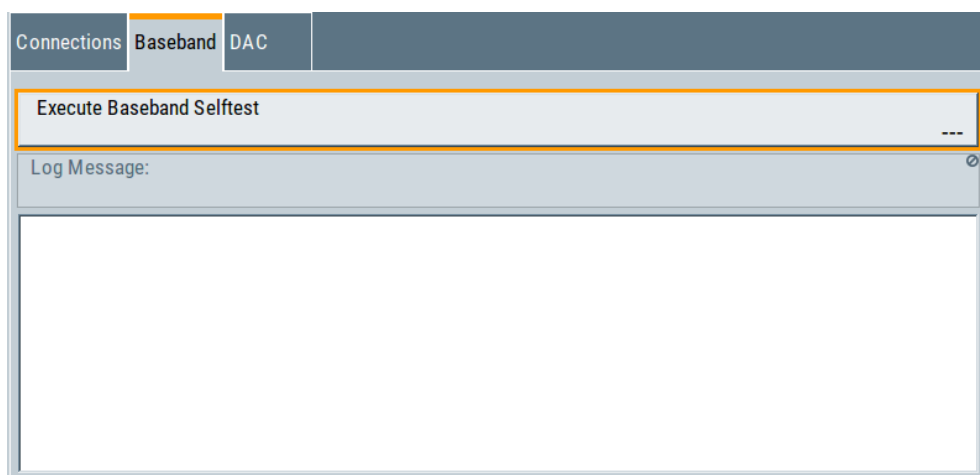 Connections Baseband DAC
Execute Baseband Selftest
---
Log Message: